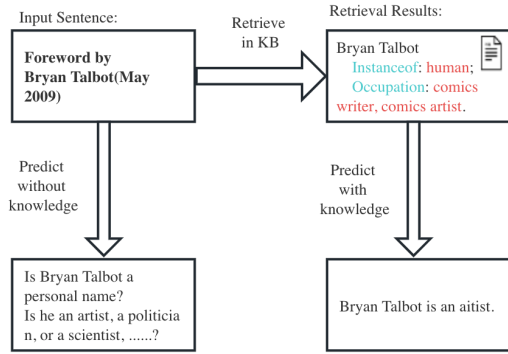 Input Sentence:
Foreword by
Bryan Talbot(May
2009)
Retrieve
in KB
Retrieval Results:
Bryan Talbot
Instanceof: human;
Occupation: comics
writer, comics artist.
Predict
without
knowledge
Predict
with
knowledge
Is Bryan Talbot a
personal name?
Is he an artist, a politicia
n, or a scientist, ......?
Bryan Talbot is an aitist.